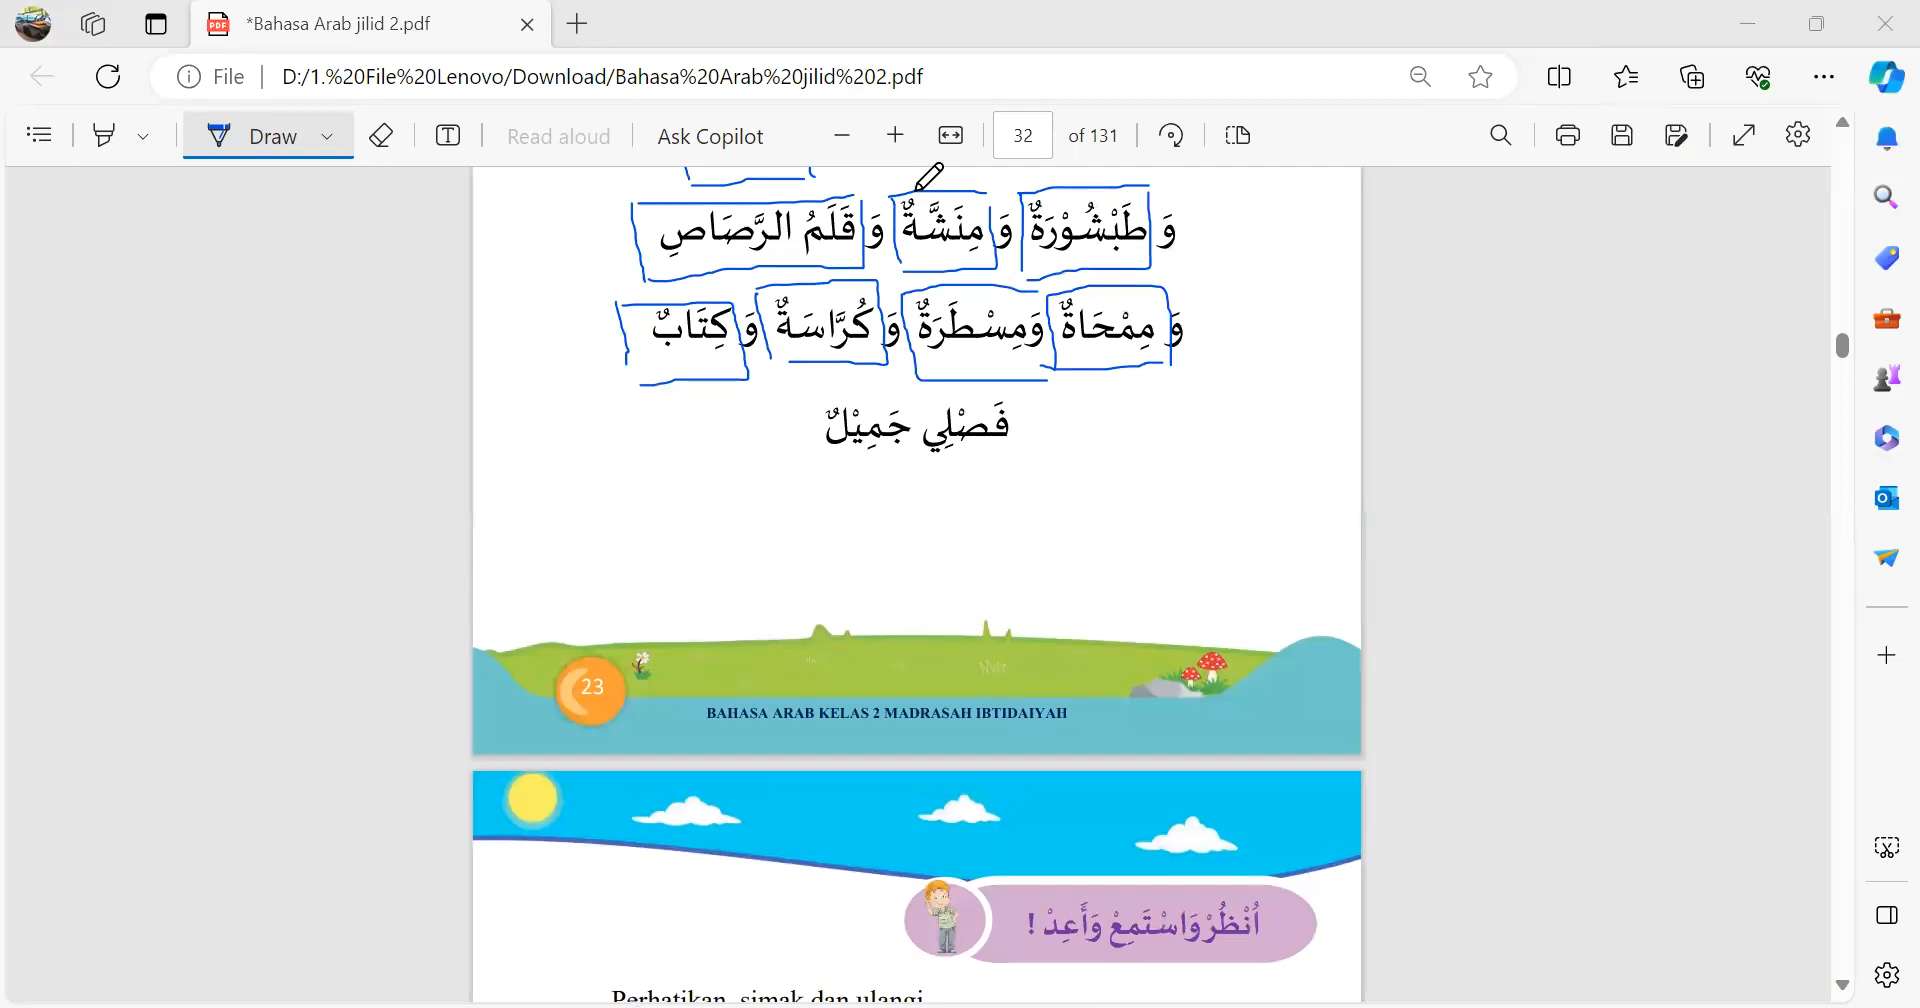 *Bahasa Arab jilid 2.pdf
File
D:/1.%20File%20Lenovo/Download/Bahasa%20Arab%20jilid%202.pdf
Draw
Read aloud
Ask Copilot
32 of 131
وَ طَبْشُوْرَةٌ وَ مِنَشَّةٌ وَ قَلَمُ الرَّصَاصِ
وَ مِمْحَاةٌ وَمِسْطَرَةٌ وَ كُرَّاسَةٌ وَ كِتَابٌ
فَصْلِي جَمِيْلٌ
23
BAHASA ARAB KELAS 2 MADRASAH IBTIDAIYAH
اُنْظُرْ وَاسْتَمِعْ وَأَعِدْ !
Perhatikan, simak dan ulangi